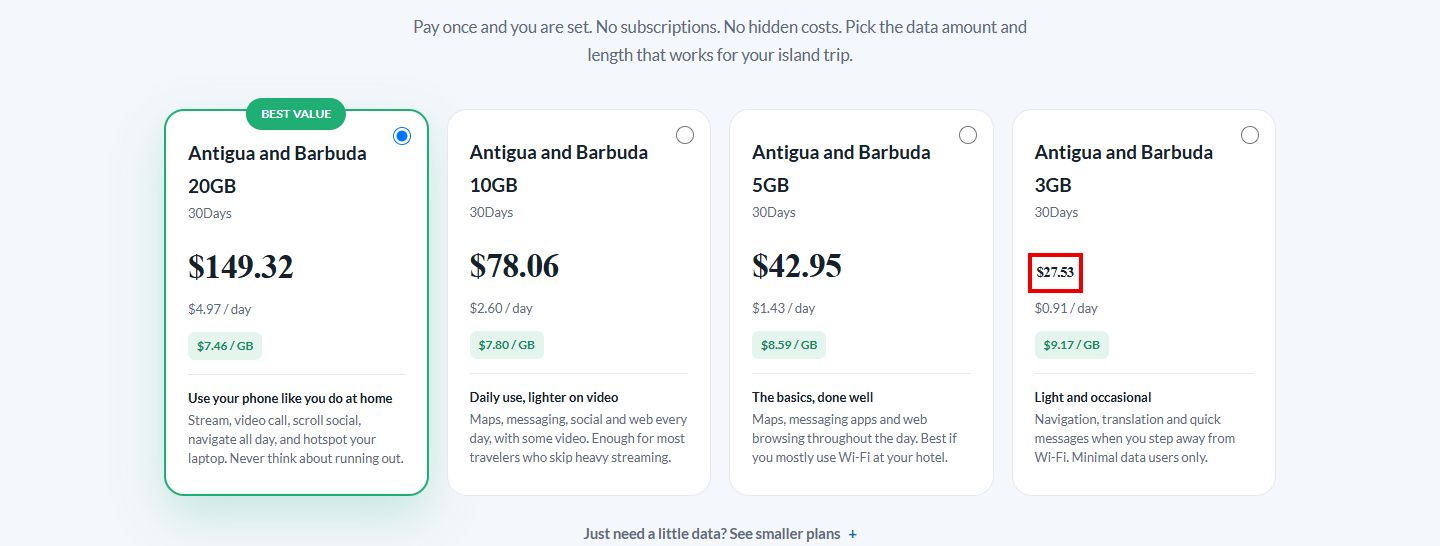 Pay once and you are set. No subscriptions. No hidden costs. Pick the data amount and
length that works for your island trip.
BEST VALUE
Antigua and Barbuda
20GB
30Days
$149.32
$4.97 / day
$7.46 / GB
Use your phone like you do at home
Stream, video call, scroll social,
navigate all day, and hotspot your
laptop. Never think about running out.
Antigua and Barbuda
10GB
30Days
$78.06
$2.60 / day
$7.80 / GB
Daily use, lighter on video
Maps, messaging, social and web every
day, with some video. Enough for most
travelers who skip heavy streaming.
Antigua and Barbuda
5GB
30Days
$42.95
$1.43 / day
$8.59 / GB
The basics, done well
Maps, messaging apps and web
browsing throughout the day. Best if
you mostly use Wi-Fi at your hotel.
Antigua and Barbuda
3GB
30Days
$27.53
$0.91 / day
$9.17 / GB
Light and occasional
Navigation, translation and quick
messages when you step away from
Wi-Fi. Minimal data users only.
Just need a little data? See smaller plans +